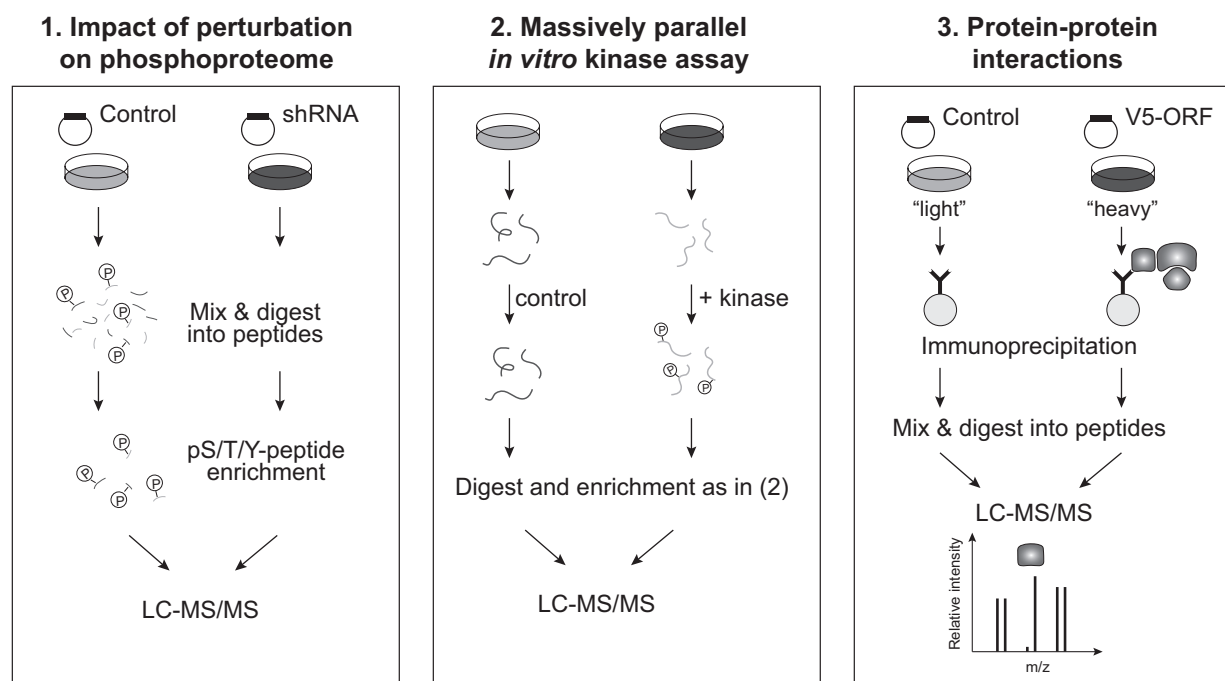 1. Impact of perturbation
on phosphoproteome
Control
shRNA
P
P
P
P
Mix & digest
into peptides
P
P
P
P
pS/T/Y-peptide
enrichment
LC-MS/MS
2. Massively parallel
in vitro kinase assay
control
+ kinase
P
P
P
Digest and enrichment as in (2)
LC-MS/MS
3. Protein-protein
interactions
Control
V5-ORF
“light”
“heavy”
Immunoprecipitation
Mix & digest into peptides
LC-MS/MS
Relative intensity
m/z